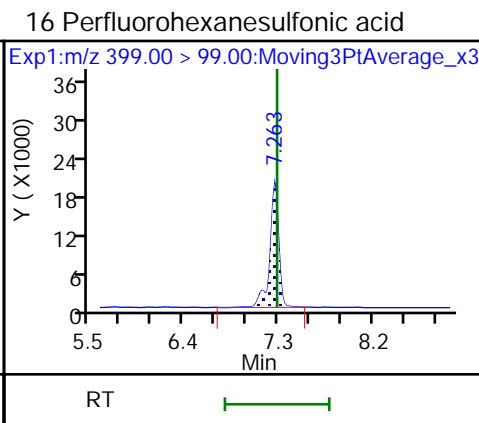 16 Perfluorohexanesulfonic acid
Exp1:m/z 399.00 > 99.00:Moving3PtAverage_x3
Y ( X1000)
36
30
24
18
12
6
0
7.263
5.5 6.4 7.3 8.2
Min
RT